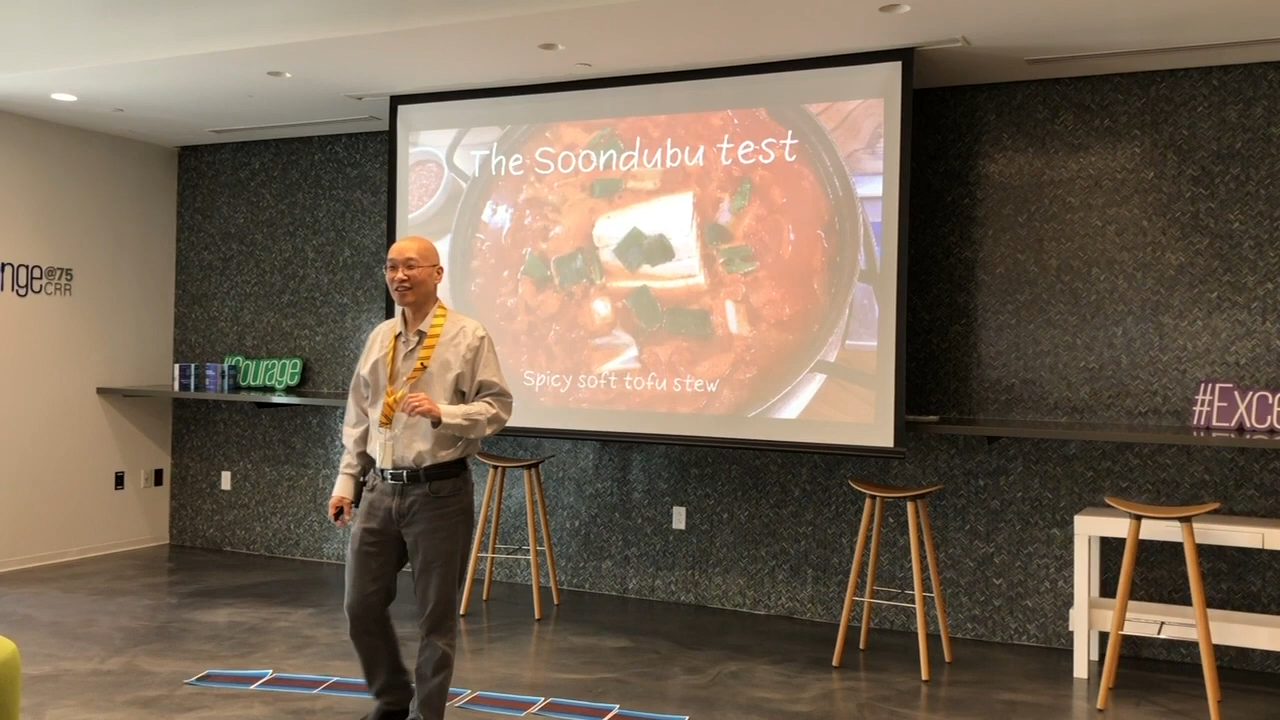 The Soondubu test
Spicy soft tofu stew
nge@75
CRR
#Courage
#Exce